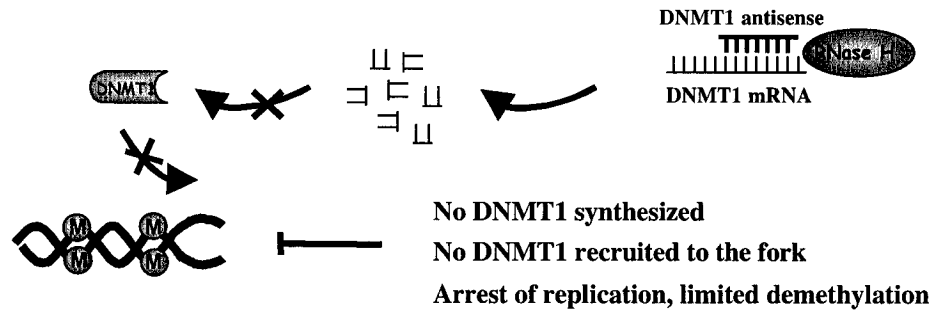 DNMT1 antisense
RNase H
DNMT1 mRNA
DNMT1
M M
M M
No DNMT1 synthesized
No DNMT1 recruited to the fork
Arrest of replication, limited demethylation